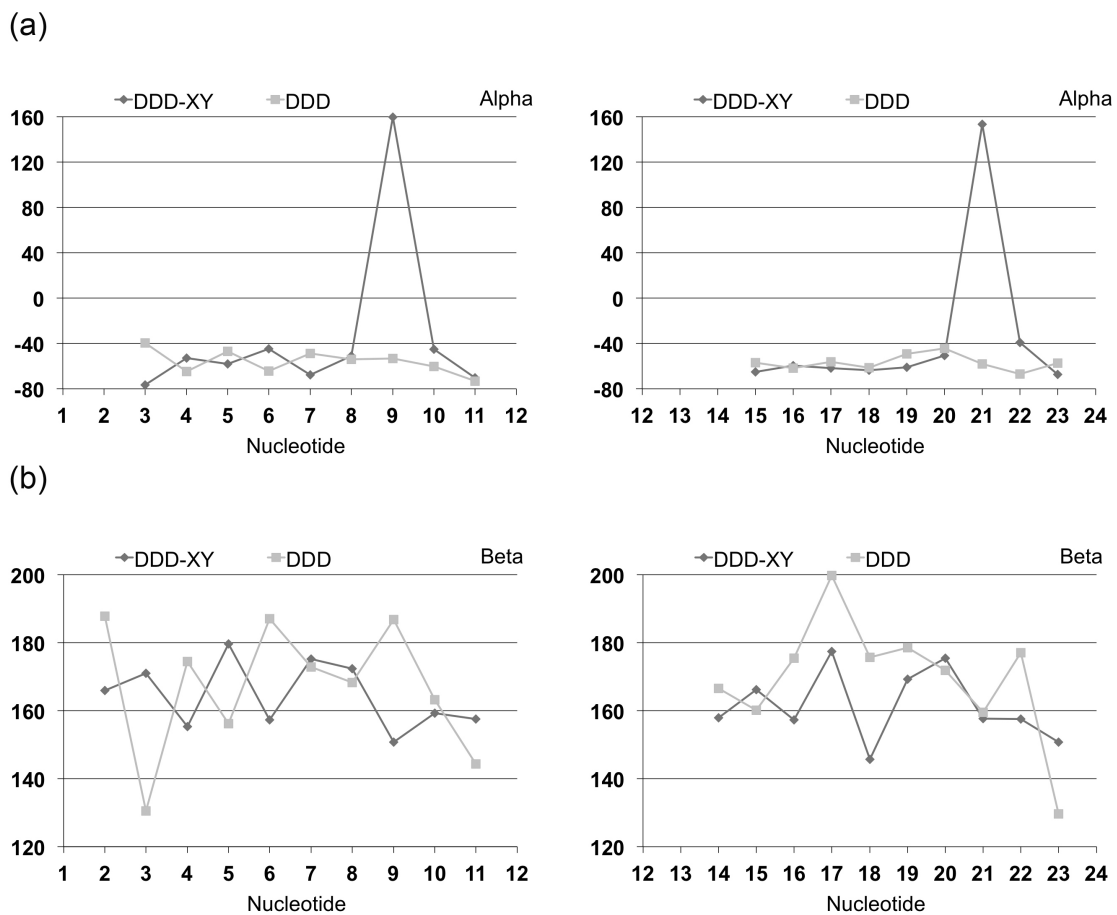 (a)
DDD-XY DDD Alpha
160
120
80
40
0
-40
-80
1 2 3 4 5 6 7 8 9 10 11 12
Nucleotide
DDD-XY DDD Alpha
160
120
80
40
0
-40
-80
12 13 14 15 16 17 18 19 20 21 22 23 24
Nucleotide
(b)
DDD-XY DDD Beta
200
180
160
140
120
1 2 3 4 5 6 7 8 9 10 11 12
Nucleotide
DDD-XY DDD Beta
200
180
160
140
120
12 13 14 15 16 17 18 19 20 21 22 23 24
Nucleotide